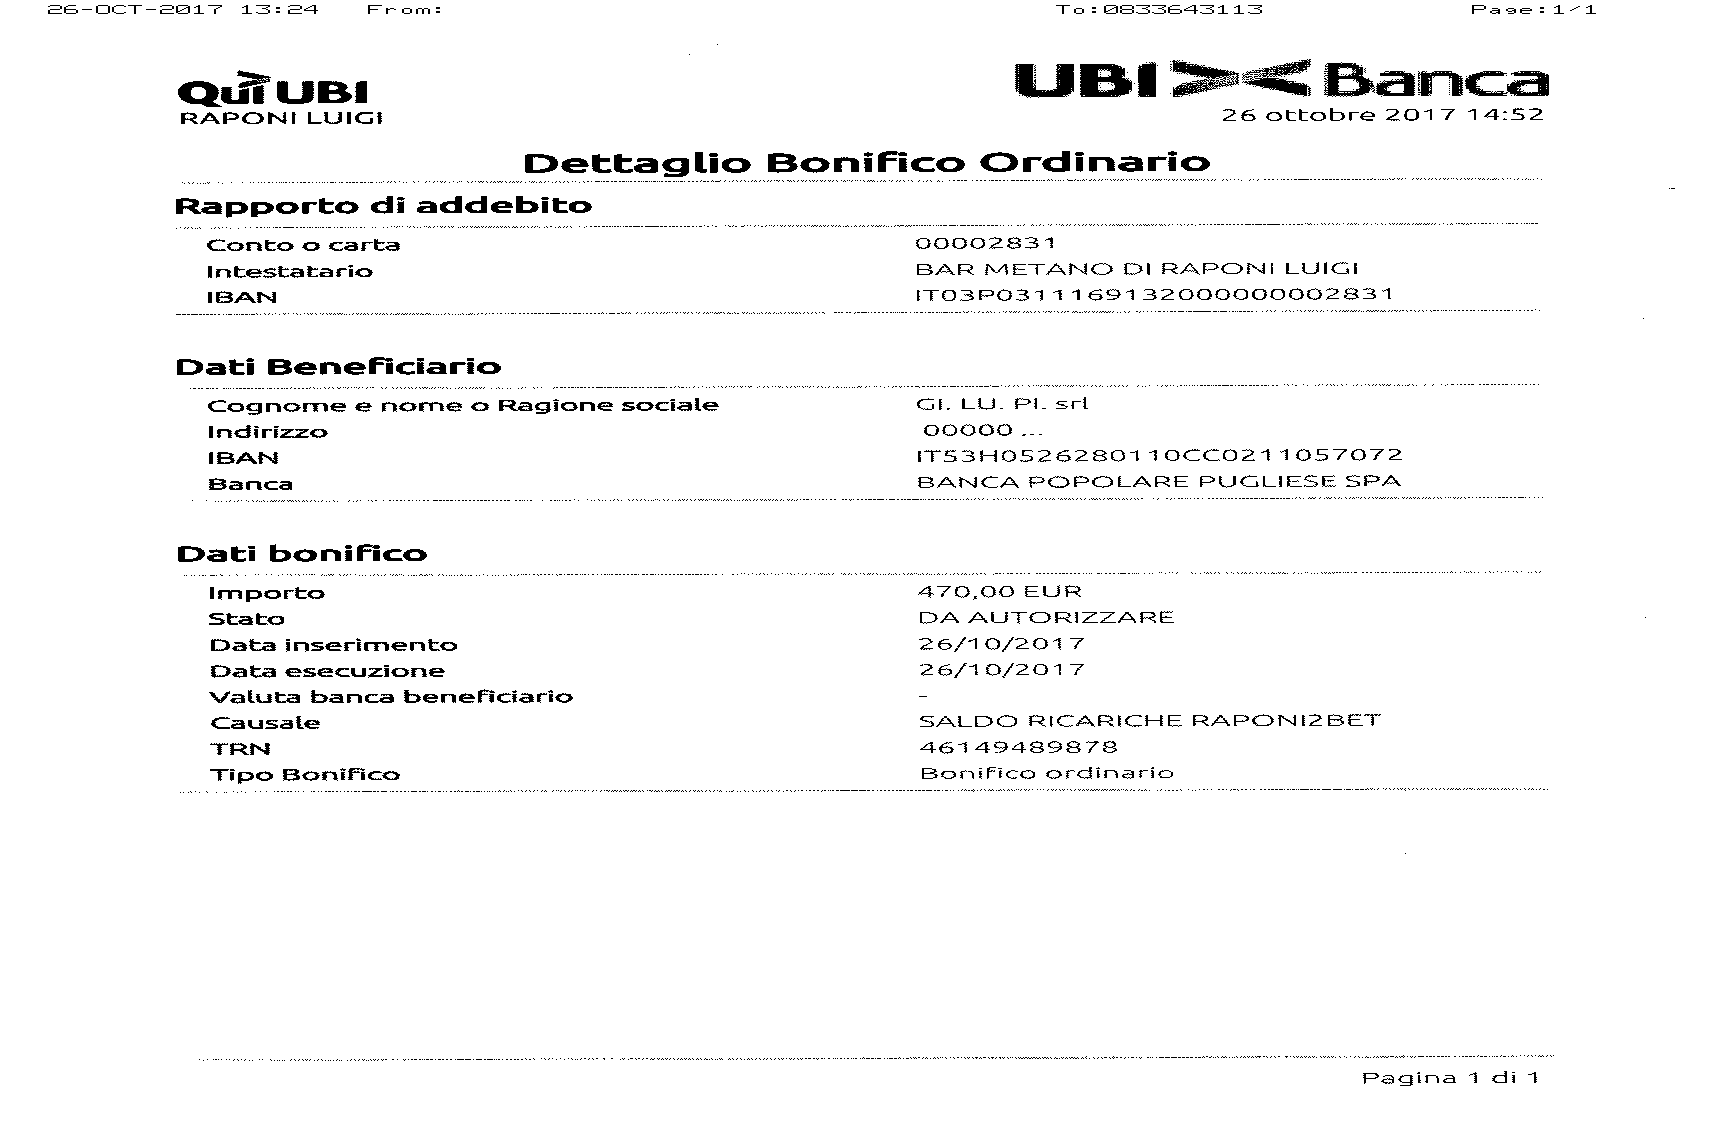 26-OCT-2017 13:24 From: To:0833643113 Page:1/1
Qui UBI UBI Banca
RAPONI LUIGI 26 ottobre 2017 14:52
Dettaglio Bonifico Ordinario
Rapporto di addebito
Conto o carta 00002831
Intestatario BAR METANO DI RAPONI LUIGI
IBAN IT03P0311169132000000002831
Dati Beneficiario
Cognome e nome o Ragione sociale GI. LU. PI. srl
Indirizzo 00000 ...
IBAN IT53H0526280110CC0211057072
Banca BANCA POPOLARE PUGLIESE SPA
Dati bonifico
Importo 470,00 EUR
Stato DA AUTORIZZARE
Data inserimento 26/10/2017
Data esecuzione 26/10/2017
Valuta banca beneficiario -
Causale SALDO RICARICHE RAPONI2BET
TRN 46149489878
Tipo Bonifico Bonifico ordinario
Pagina 1 di 1